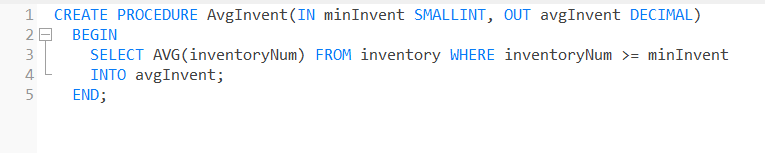 1 CREATE PROCEDURE AvgInvent(IN minInvent SMALLINT, OUT avgInvent DECIMAL)
2 BEGIN
3 SELECT AVG(inventoryNum) FROM inventory WHERE inventoryNum >= minInvent
4 INTO avgInvent;
5 END;